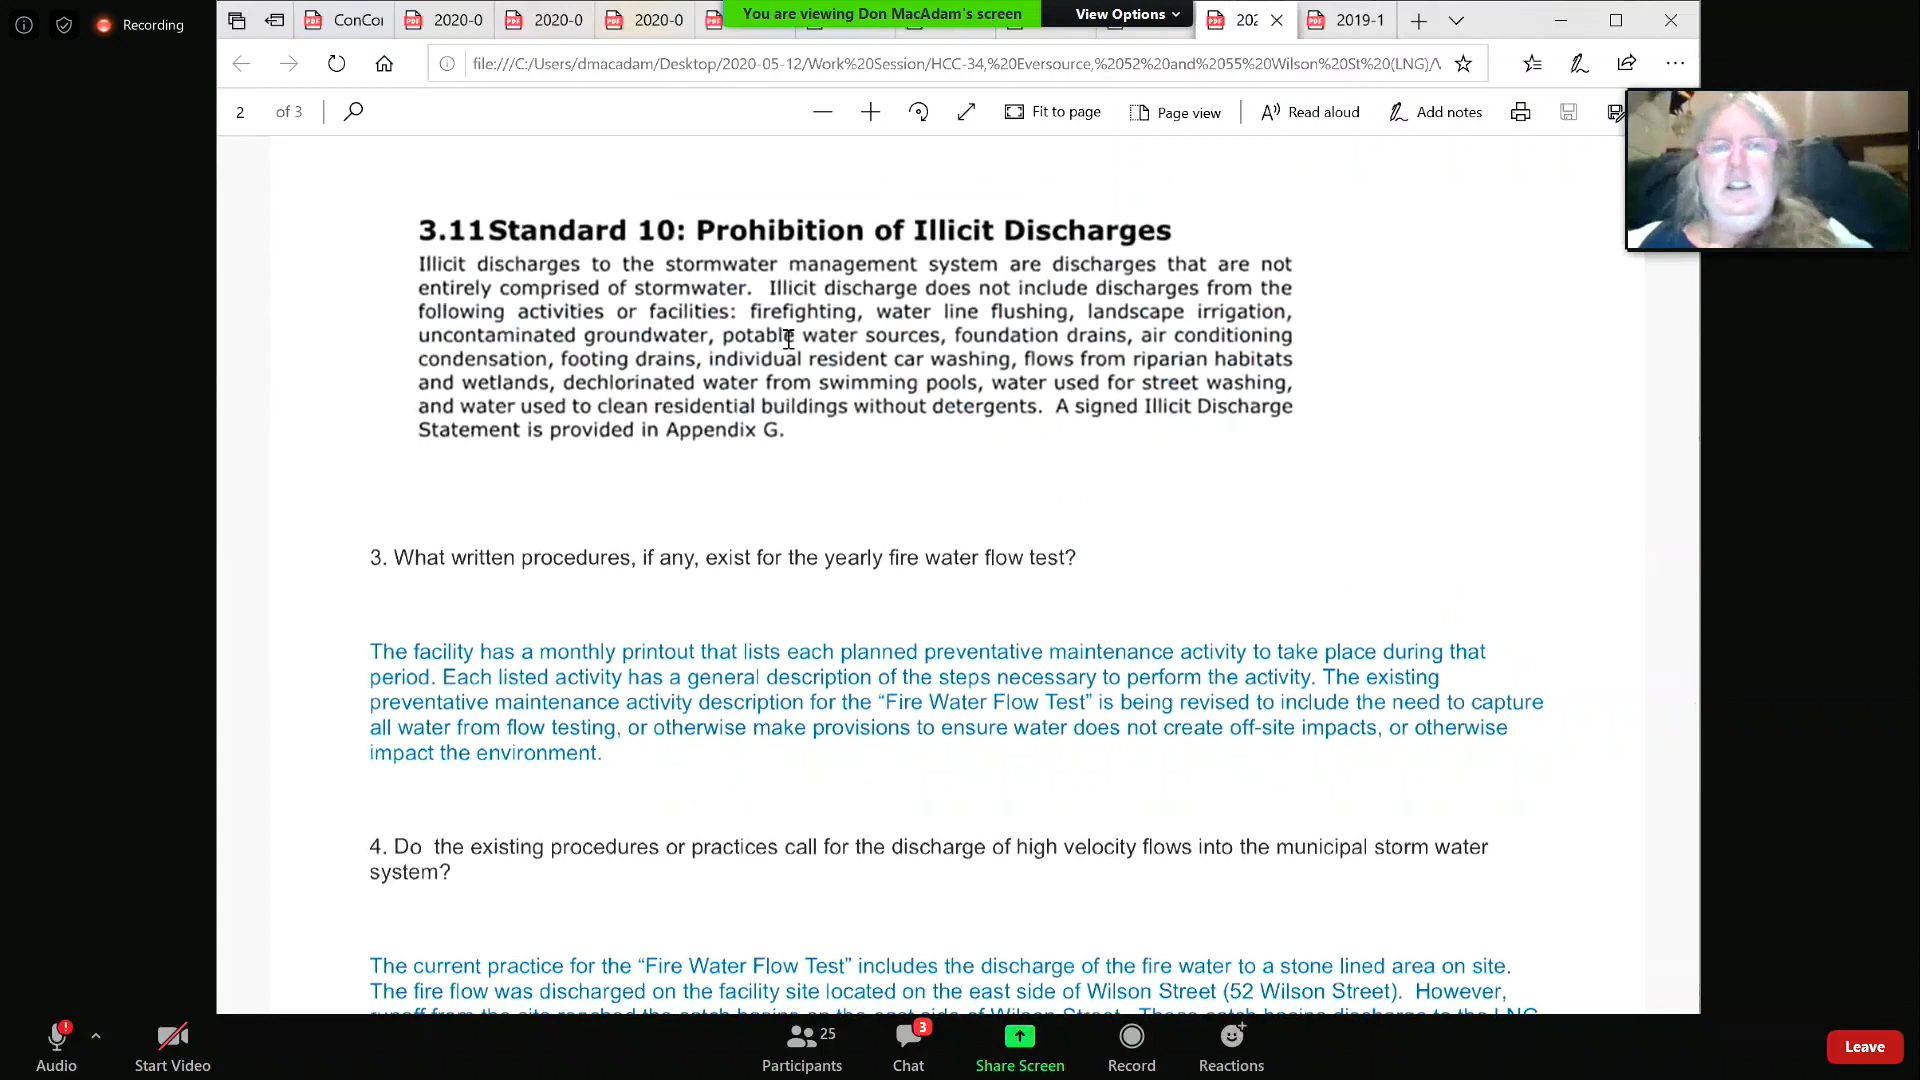 Recording
ConCo
2020-0
2020-0
2020-0
You are viewing Don MacAdam's screen
View Options
202
2019-1
file:///C:/Users/dmacadam/Desktop/2020-05-12/Work%20Session/HCC-34,%20Eversource,%2052%20and%2055%20Wilson%20St%20(LNG)/
2 of 3
Fit to page
Page view
Read aloud
Add notes
3.11Standard 10: Prohibition of Illicit Discharges
Illicit discharges to the stormwater management system are discharges that are not
entirely comprised of stormwater. Illicit discharge does not include discharges from the
following activities or facilities: firefighting, water line flushing, landscape irrigation,
uncontaminated groundwater, potable water sources, foundation drains, air conditioning
condensation, footing drains, individual resident car washing, flows from riparian habitats
and wetlands, dechlorinated water from swimming pools, water used for street washing,
and water used to clean residential buildings without detergents. A signed Illicit Discharge
Statement is provided in Appendix G.
3. What written procedures, if any, exist for the yearly fire water flow test?
The facility has a monthly printout that lists each planned preventative maintenance activity to take place during that
period. Each listed activity has a general description of the steps necessary to perform the activity. The existing
preventative maintenance activity description for the “Fire Water Flow Test” is being revised to include the need to capture
all water from flow testing, or otherwise make provisions to ensure water does not create off-site impacts, or otherwise
impact the environment.
4. Do the existing procedures or practices call for the discharge of high velocity flows into the municipal storm water
system?
The current practice for the “Fire Water Flow Test” includes the discharge of the fire water to a stone lined area on site.
The fire flow was discharged on the facility site located on the east side of Wilson Street (52 Wilson Street). However,
Audio
Start Video
25
Participants
3
Chat
Share Screen
Record
Reactions
Leave